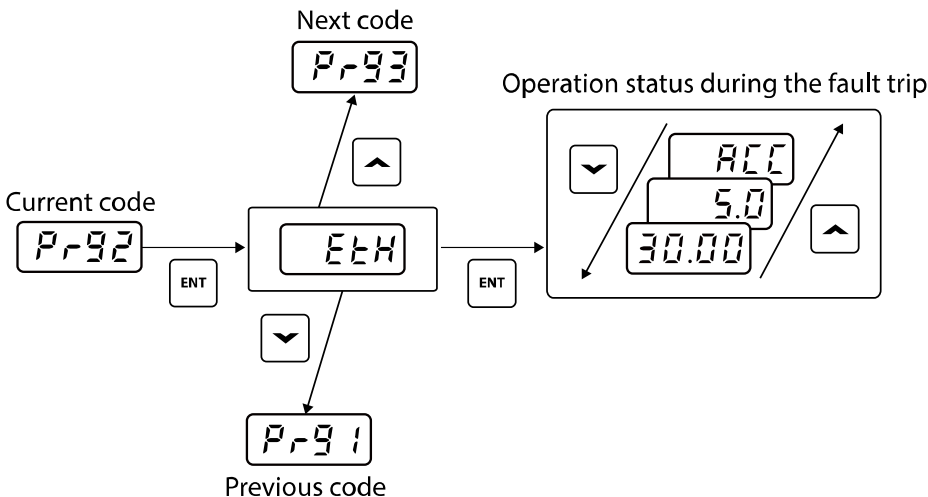 Next code
Pr93
Operation status during the fault trip
ACC
Current code
5.0
Pr92
EtH
30.00
ENT
ENT
Pr91
Previous code